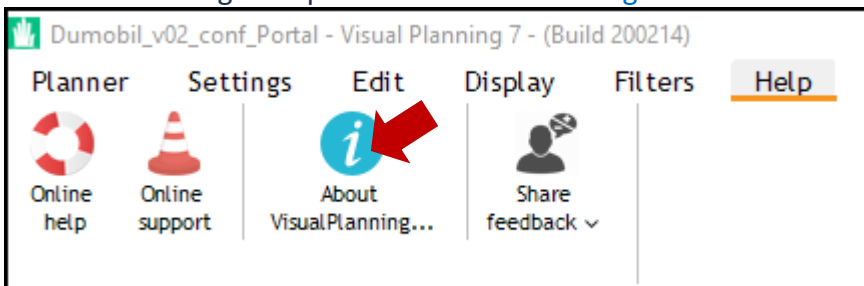 Dumobil_v02_conf_Portal - Visual Planning 7 - (Build 200214)
Planner Settings Edit Display Filters Help
Online help
Online support
About VisualPlanning...
Share feedback